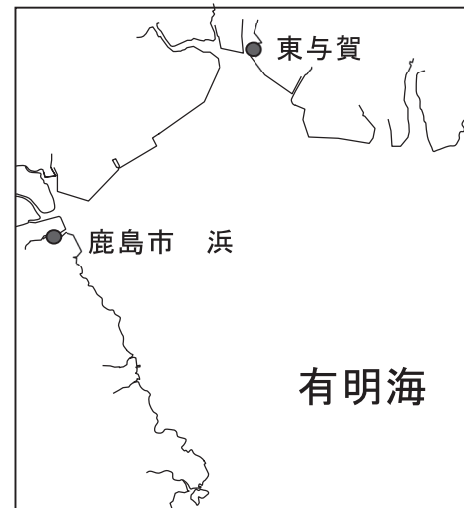 東与賀
鹿島市　浜
有明海